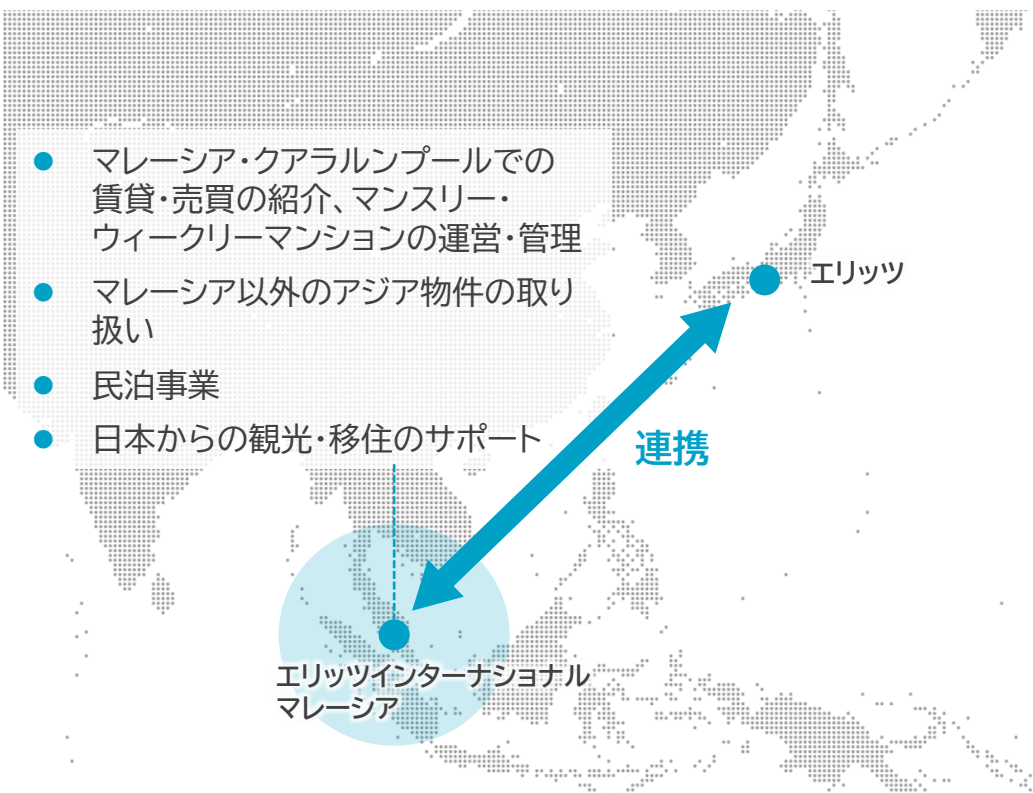 マレーシア・クアラルンプールでの
賃貸・売買の紹介、マンスリー・
ウィークリーマンションの運営・管理
マレーシア以外のアジア物件の取り
扱い
民泊事業
日本からの観光・移住のサポート
エリッツ
連携
エリッツインターナショナル
マレーシア